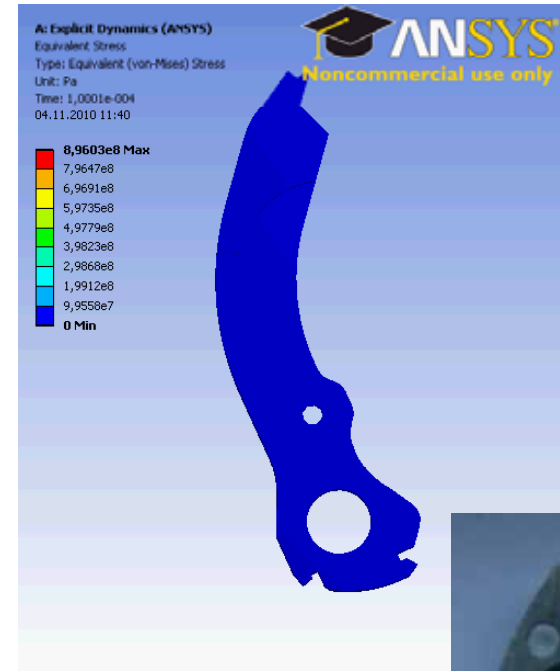 A: Explicit Dynamics (ANSYS)
Equivalent Stress
Type: Equivalent (von-Mises) Stress
Unit: Pa
Time: 1,0001e-004
04.11.2010 11:40
ANSYS
Noncommercial use only
8,9603e8 Max
7,9647e8
6,9691e8
5,9735e8
4,9779e8
3,9823e8
2,9868e8
1,9912e8
9,9558e7
0 Min